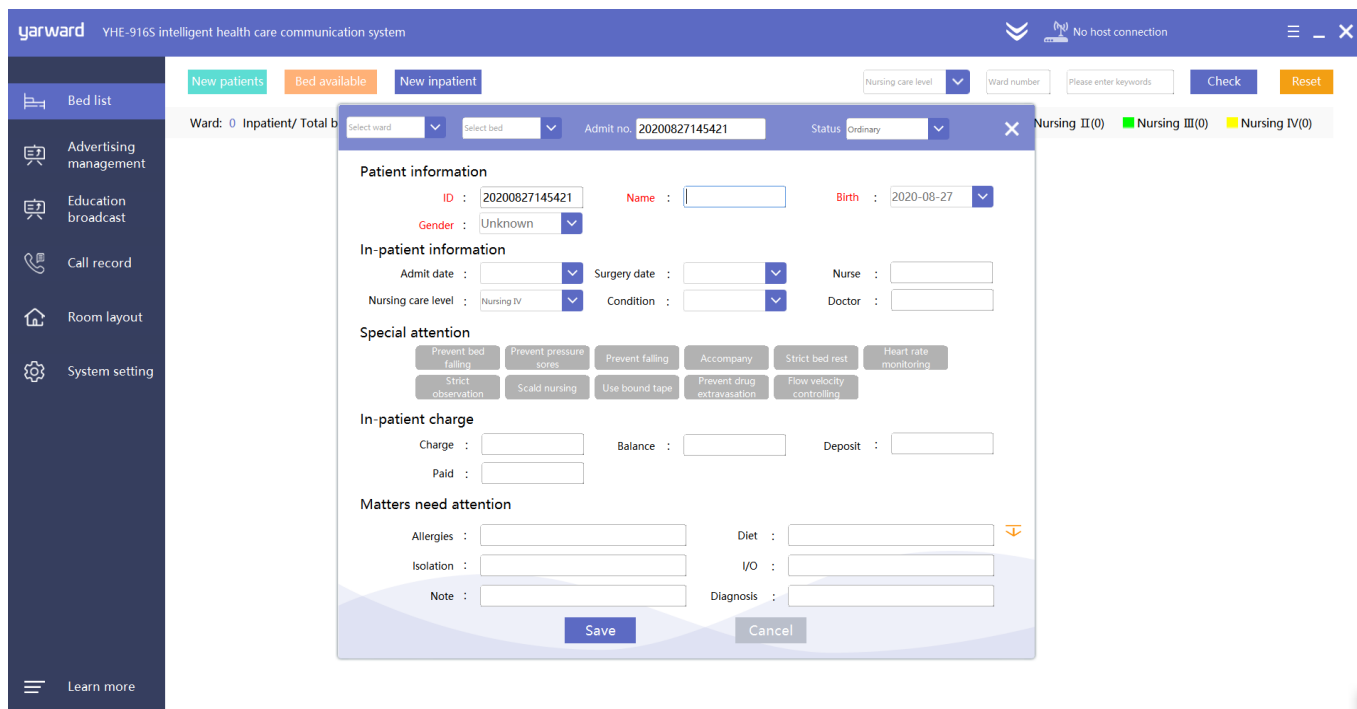 yarward YHE-916S intelligent health care communication system No host connection
New patients Bed available New inpatient Nursing care level Ward number Please enter keywords Check Reset
Bed list
Advertising management
Education broadcast
Call record
Room layout
System setting
Learn more
Ward: 0 Inpatient/ Total b
Nursing II(0) Nursing III(0) Nursing IV(0)
Select ward Select bed Admit no. 20200827145421 Status Ordinary
Patient information
ID : 20200827145421 Name : Birth : 2020-08-27
Gender : Unknown
In-patient information
Admit date : Surgery date : Nurse :
Nursing care level : Nursing IV Condition : Doctor :
Special attention
Prevent bed falling Prevent pressure sores Prevent falling Accompany Strict bed rest Heart rate monitoring
Strict observation Scald nursing Use bound tape Prevent drug extravasation Flow velocity controlling
In-patient charge
Charge : Balance : Deposit :
Paid :
Matters need attention
Allergies : Diet :
Isolation : I/O :
Note : Diagnosis :
Save Cancel